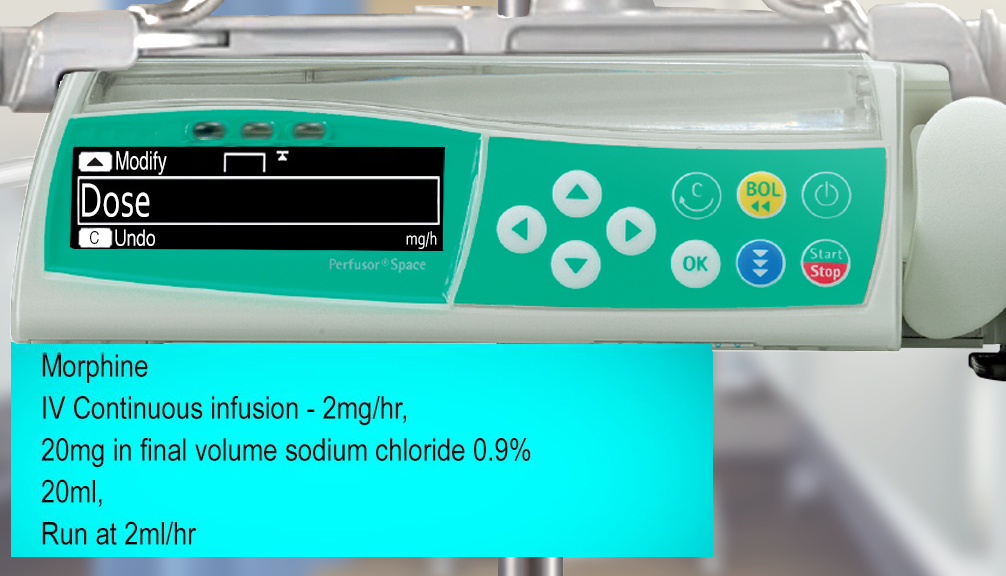 Modify
Dose
C Undo
mg/h
Perfusor®Space
C
BOL
OK
Start
Stop
Morphine
IV Continuous infusion - 2mg/hr,
20mg in final volume sodium chloride 0.9%
20ml,
Run at 2ml/hr